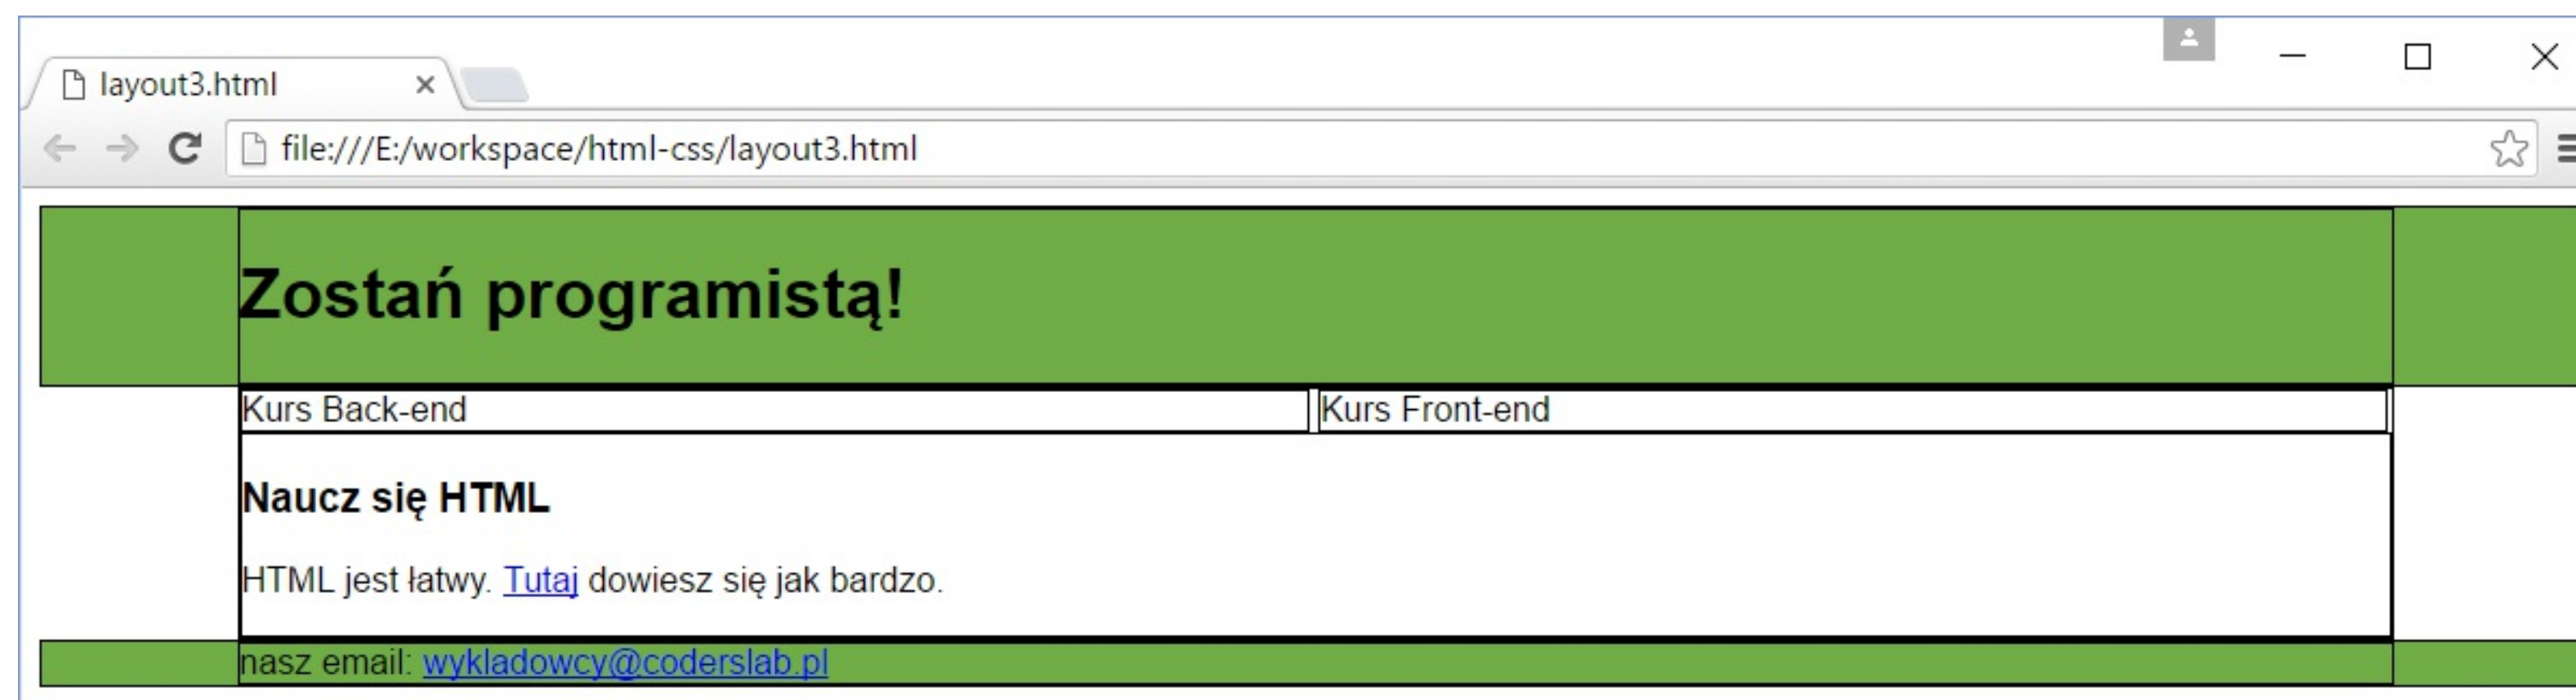 layout3.html
file:///E:/workspace/html-css/layout3.html
Zostań programistą!
Kurs Back-end
Kurs Front-end
Naucz się HTML
HTML jest łatwy. Tutaj dowiesz się jak bardzo.
nasz email: wykladowcy@coderslab.pl